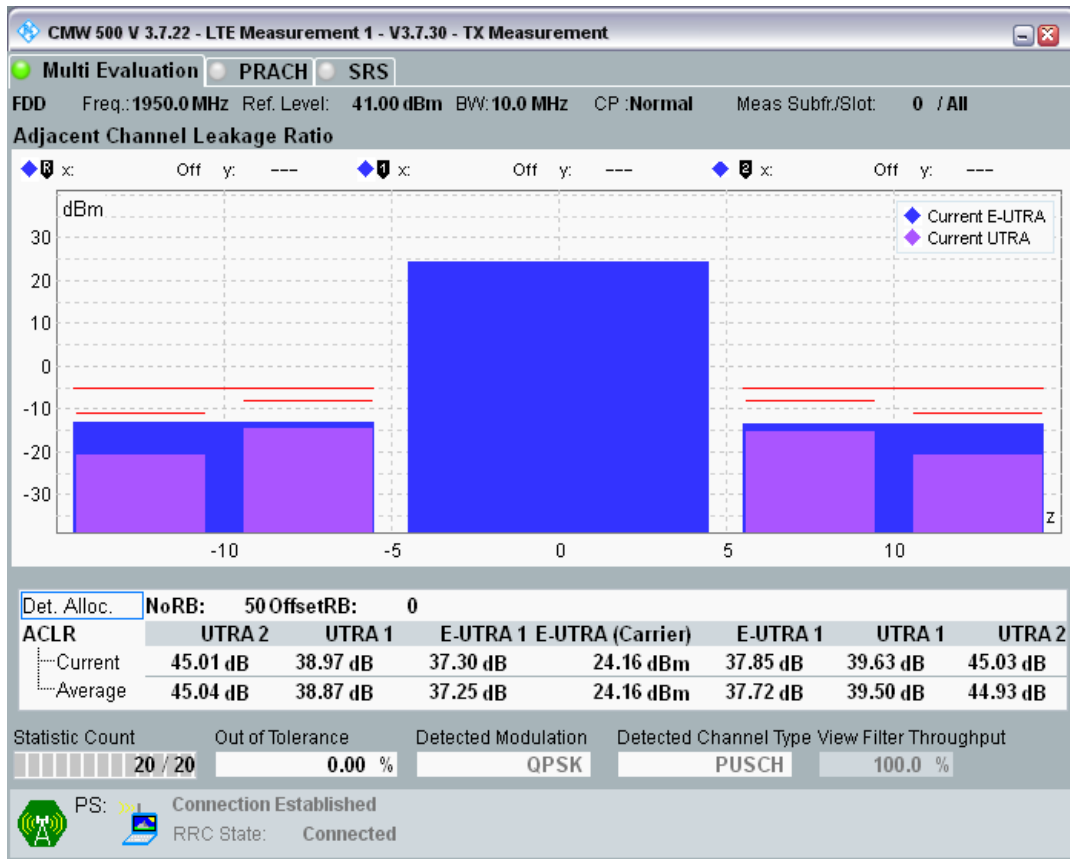 CMW 500 V 3.7.22 - LTE Measurement 1 - V3.7.30 - TX Measurement
Multi Evaluation PRACH SRS
FDD Freq.: 1950.0 MHz Ref. Level: 41.00 dBm BW: 10.0 MHz CP :Normal Meas Subfr./Slot: 0 / All
Adjacent Channel Leakage Ratio
R x: Off y: --- 1 x: Off y: --- 2 x: Off y: ---
dBm
Current E-UTRA
Current UTRA
30
20
10
0
-10
-20
-30
z
-10 -5 0 5 10
Det. Alloc. NoRB: 50 OffsetRB: 0
ACLR UTRA 2 UTRA 1 E-UTRA 1 E-UTRA (Carrier) E-UTRA 1 UTRA 1 UTRA 2
Current 45.01 dB 38.97 dB 37.30 dB 24.16 dBm 37.85 dB 39.63 dB 45.03 dB
Average 45.04 dB 38.87 dB 37.25 dB 24.16 dBm 37.72 dB 39.50 dB 44.93 dB
Statistic Count Out of Tolerance Detected Modulation Detected Channel Type View Filter Throughput
20 / 20 0.00 % QPSK PUSCH 100.0 %
PS: Connection Established
RRC State: Connected